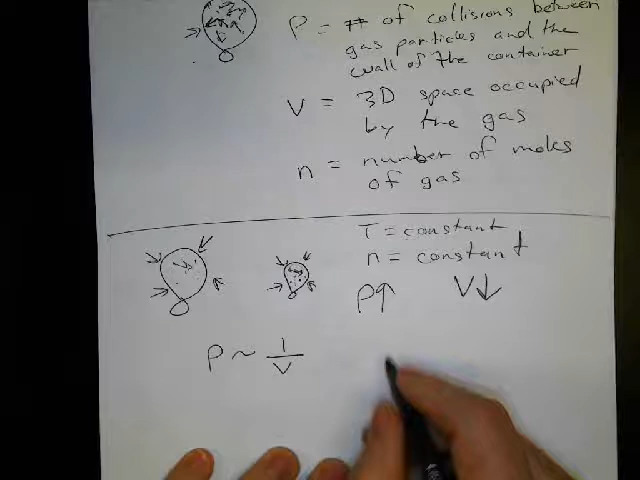 P = # of collisions between
gas particles and the
wall of the container
V = 3D space occupied
by the gas
n = number of moles
of gas
T = constant
n = constant
P↑ V↓
P ~ 1/V